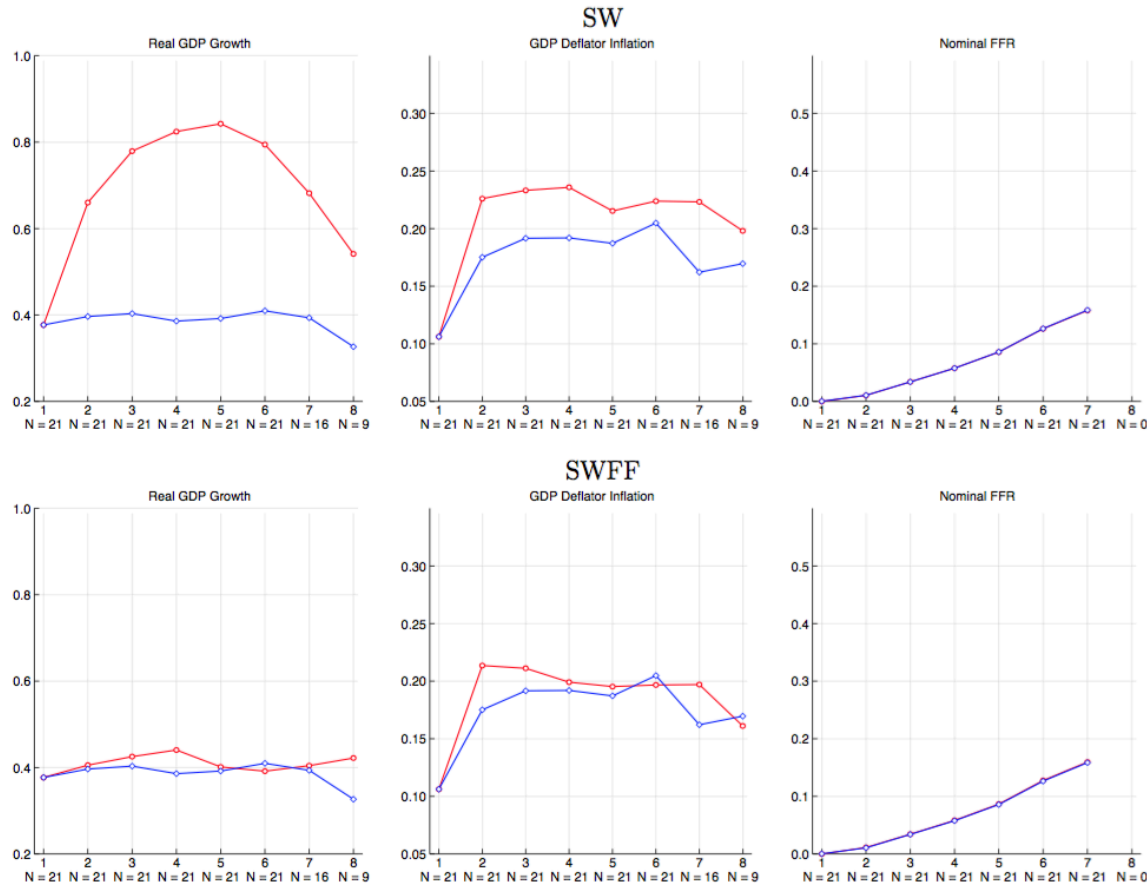 SW
Real GDP Growth
GDP Deflator Inflation
Nominal FFR
1.0
0.8
0.6
0.4
0.2
0.30
0.25
0.20
0.15
0.10
0.05
0.5
0.4
0.3
0.2
0.1
0.0
1 2 3 4 5 6 7 8
N = 21 N = 21 N = 21 N = 21 N = 21 N = 21 N = 16 N = 9
1 2 3 4 5 6 7 8
N = 21 N = 21 N = 21 N = 21 N = 21 N = 21 N = 16 N = 9
1 2 3 4 5 6 7 8
N = 21 N = 21 N = 21 N = 21 N = 21 N = 21 N = 21 N = 0
SWFF
Real GDP Growth
GDP Deflator Inflation
Nominal FFR
1.0
0.8
0.6
0.4
0.2
0.30
0.25
0.20
0.15
0.10
0.05
0.5
0.4
0.3
0.2
0.1
0.0
1 2 3 4 5 6 7 8
N = 21 N = 21 N = 21 N = 21 N = 21 N = 21 N = 16 N = 9
1 2 3 4 5 6 7 8
N = 21 N = 21 N = 21 N = 21 N = 21 N = 21 N = 16 N = 9
1 2 3 4 5 6 7 8
N = 21 N = 21 N = 21 N = 21 N = 21 N = 21 N = 21 N = 0